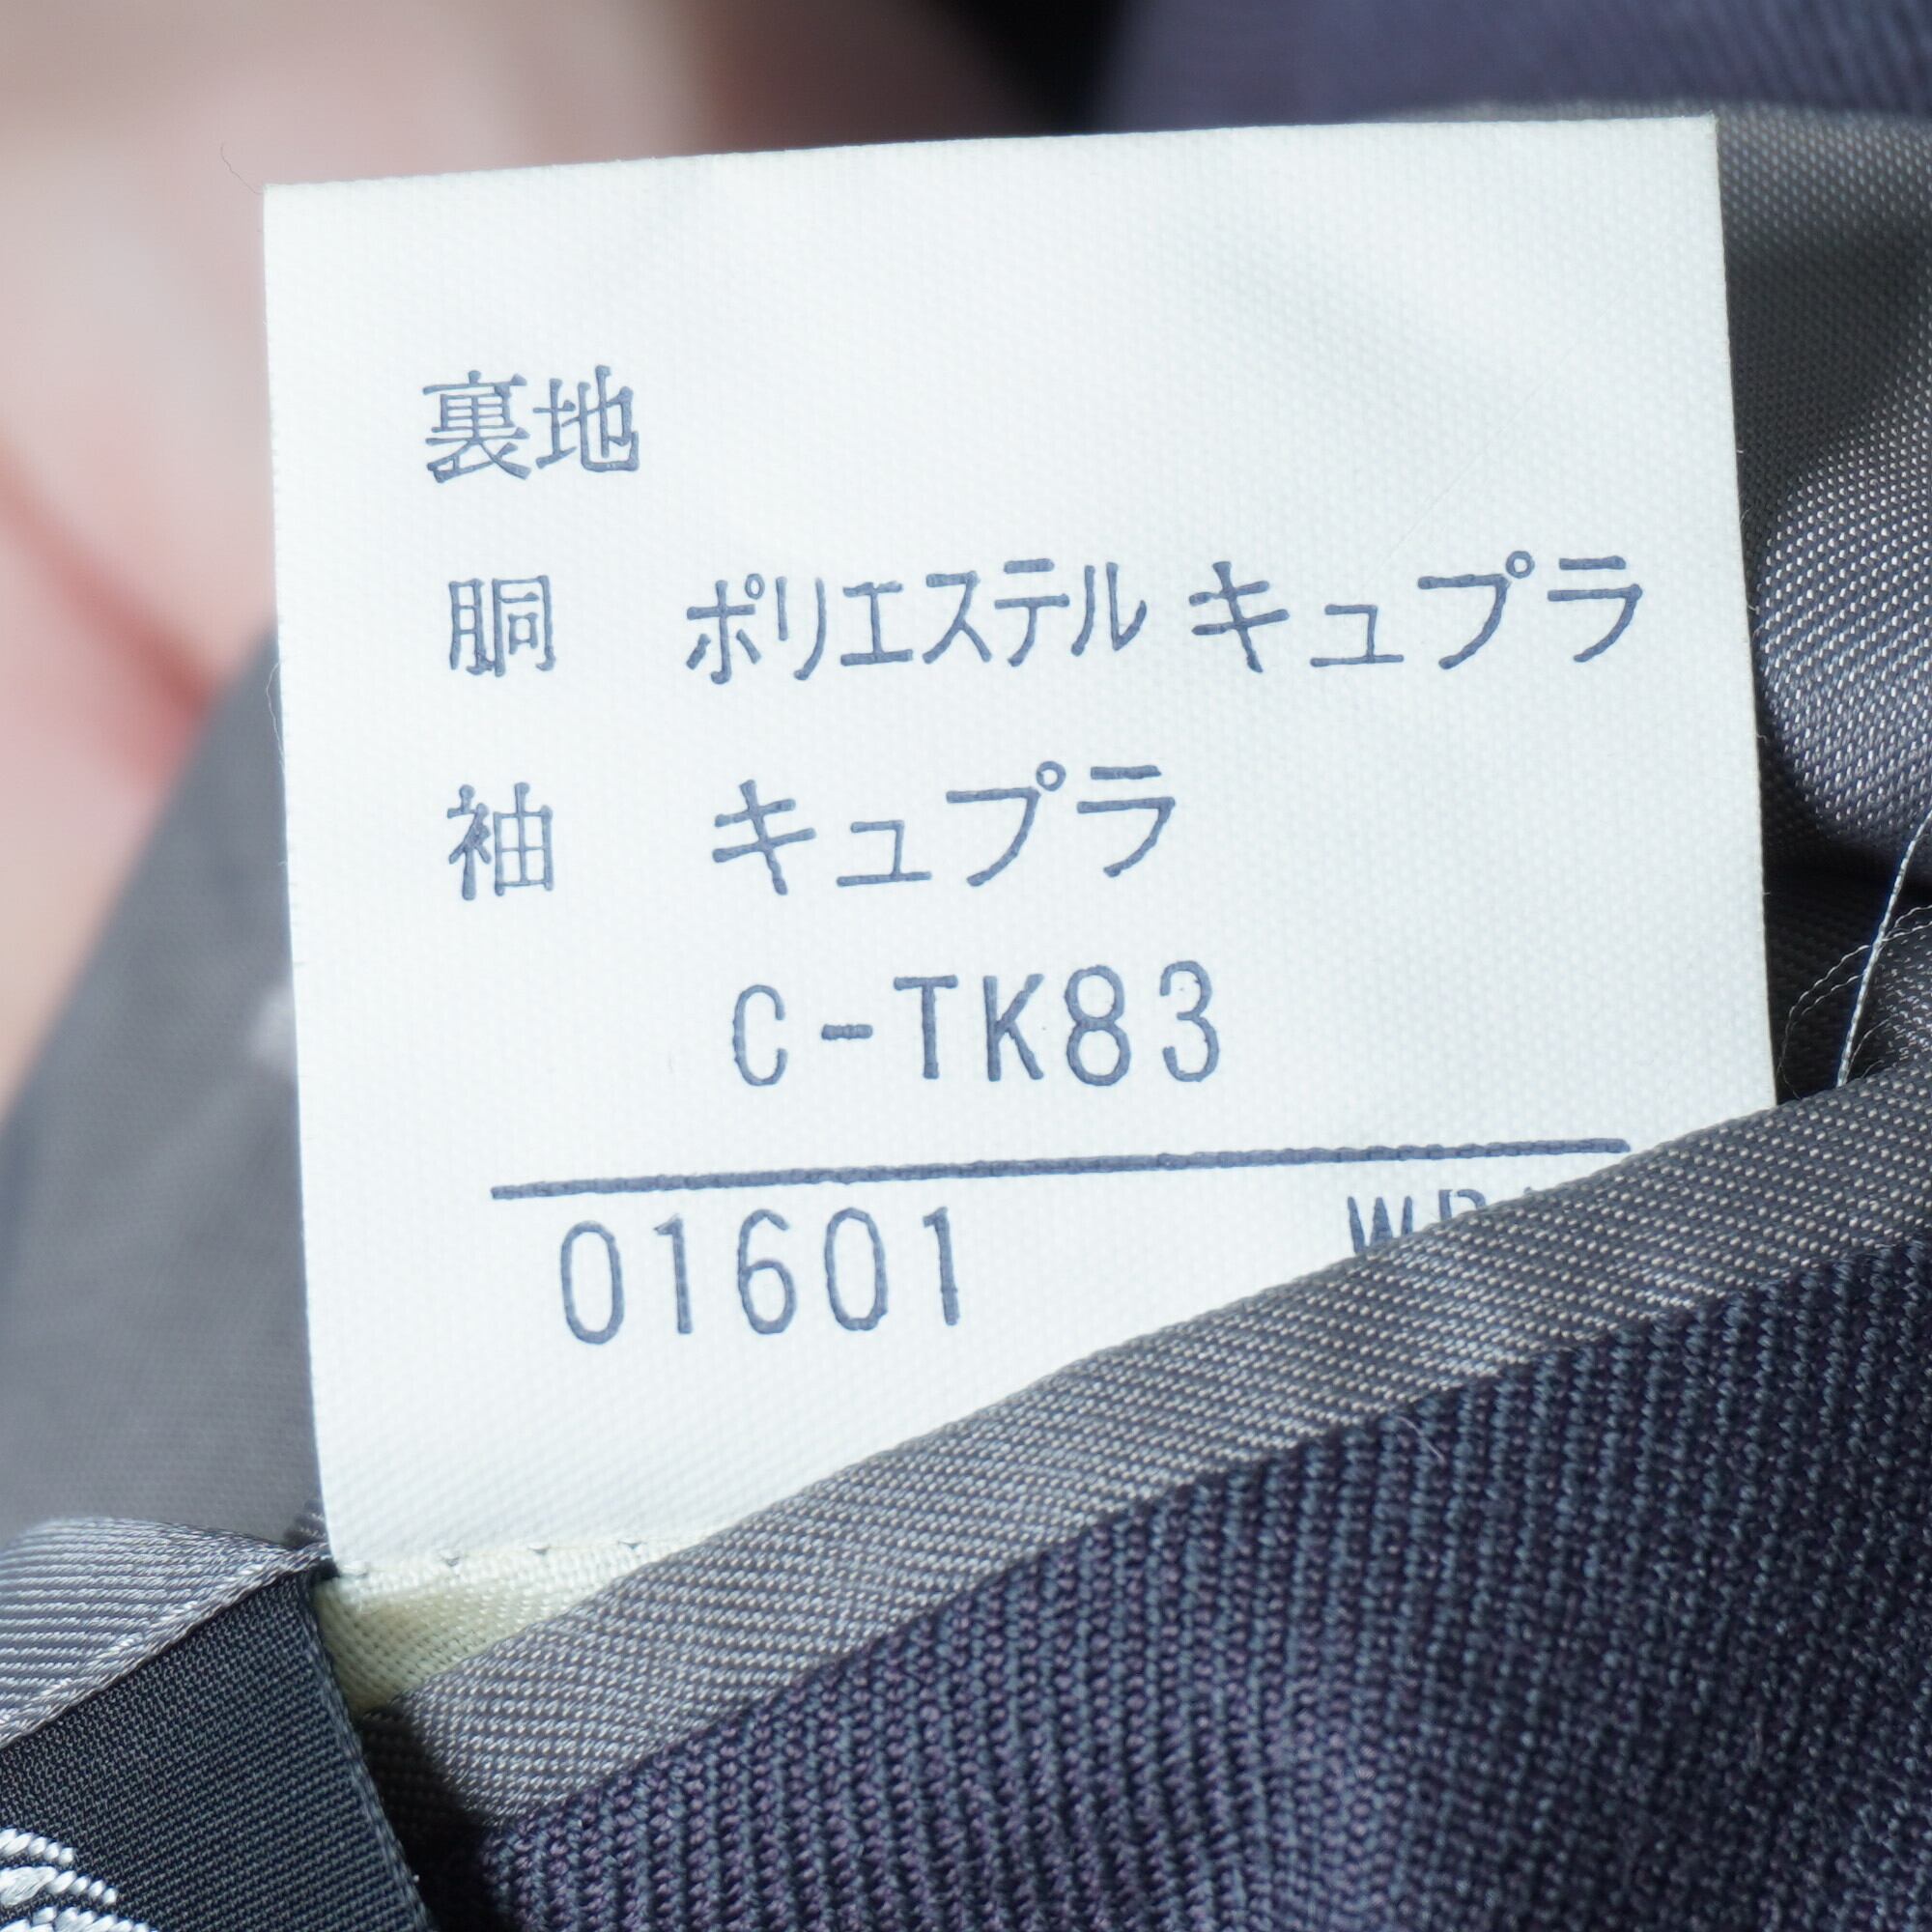 裏地
胴 ポリエステル キュプラ
袖 キュプラ
C-TK83
01601